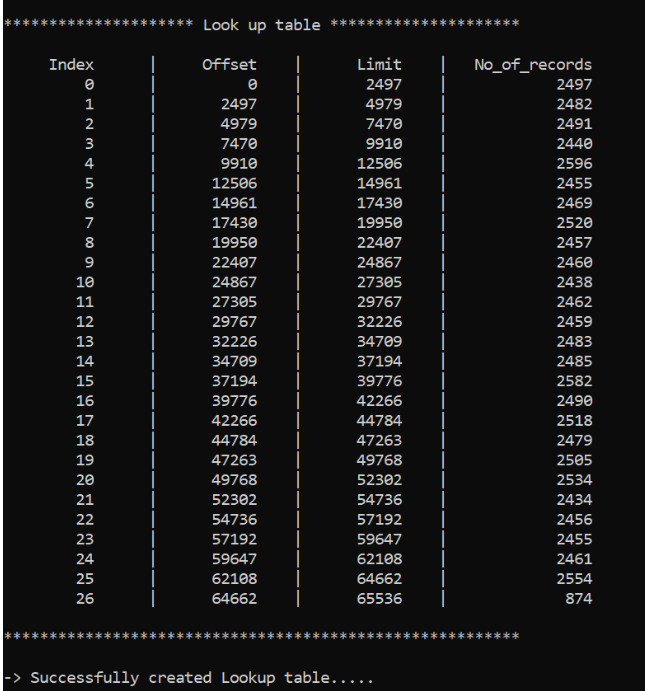 ********************* Look up table *********************
Index | Offset | Limit | No_of_records
0 | 0 | 2497 | 2497
1 | 2497 | 4979 | 2482
2 | 4979 | 7470 | 2491
3 | 7470 | 9910 | 2440
4 | 9910 | 12506 | 2596
5 | 12506 | 14961 | 2455
6 | 14961 | 17430 | 2469
7 | 17430 | 19950 | 2520
8 | 19950 | 22407 | 2457
9 | 22407 | 24867 | 2460
10 | 24867 | 27305 | 2438
11 | 27305 | 29767 | 2462
12 | 29767 | 32226 | 2459
13 | 32226 | 34709 | 2483
14 | 34709 | 37194 | 2485
15 | 37194 | 39776 | 2582
16 | 39776 | 42266 | 2490
17 | 42266 | 44784 | 2518
18 | 44784 | 47263 | 2479
19 | 47263 | 49768 | 2505
20 | 49768 | 52302 | 2534
21 | 52302 | 54736 | 2434
22 | 54736 | 57192 | 2456
23 | 57192 | 59647 | 2455
24 | 59647 | 62108 | 2461
25 | 62108 | 64662 | 2554
26 | 64662 | 65536 | 874
*********************************************************
-> Successfully created Lookup table.....